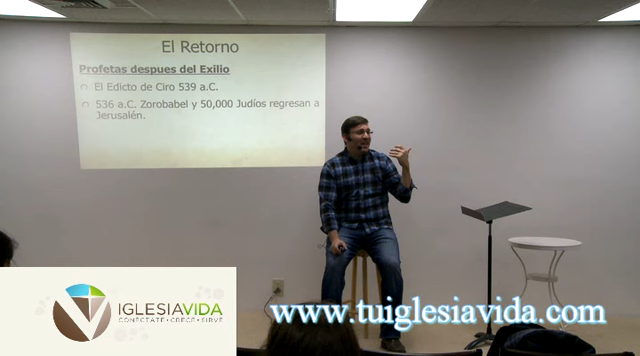 El Retorno
Profetas despues del Exilio
El Edicto de Ciro 539 a.C.
536 a.C. Zorobabel y 50,000 Judíos regresan a
Jerusalén.
IGLESIAVIDA
CONECTATE • CRECE • SIRVE
www.tuiglesiavida.com